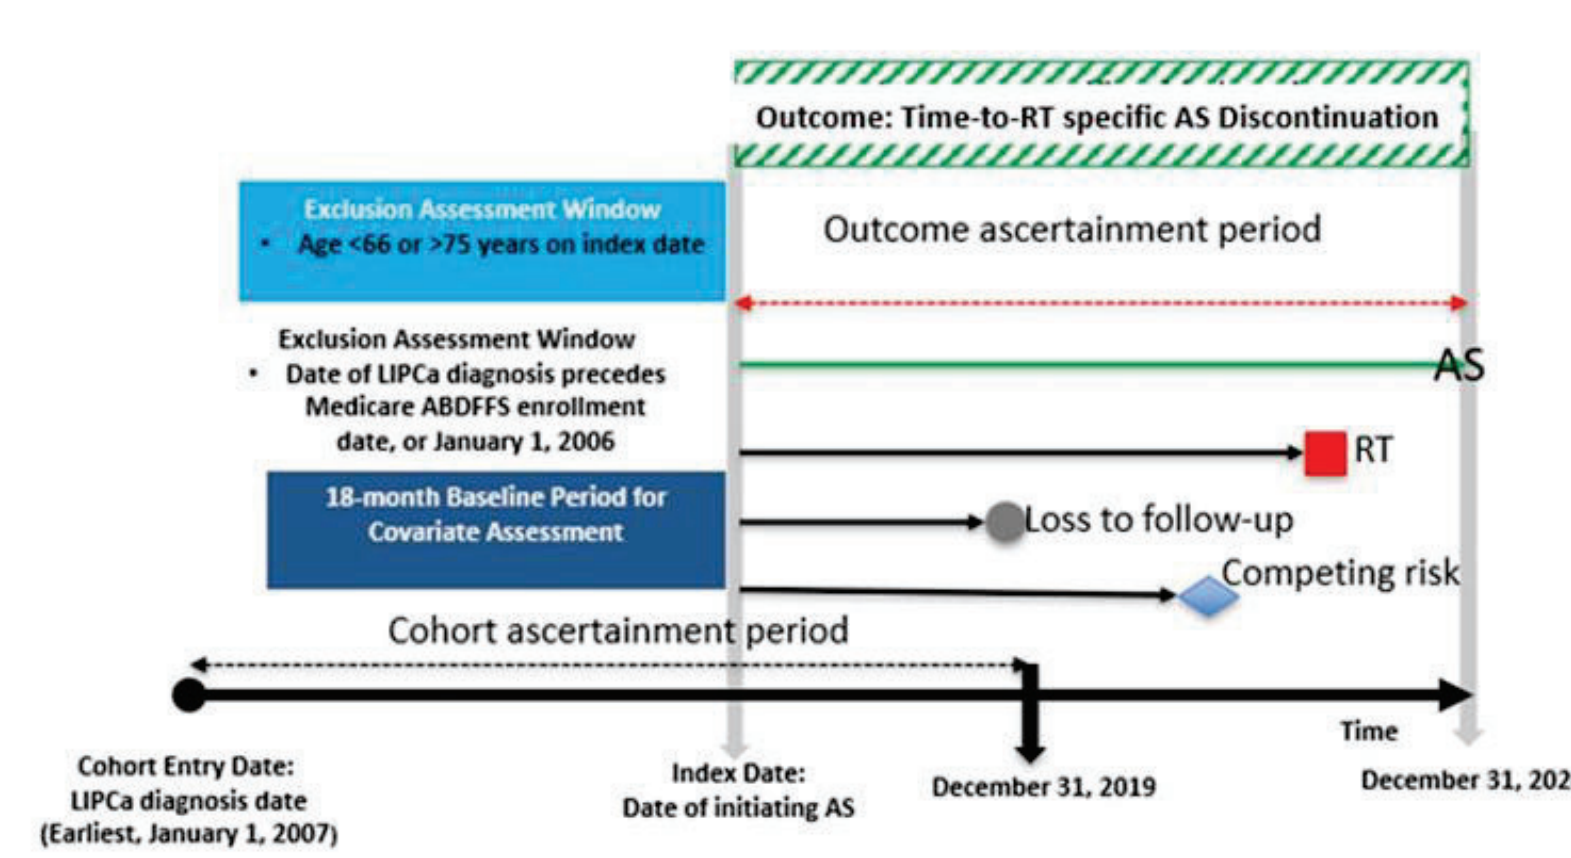 Outcome: Time-to-RT specific AS Discontinuation
Exclusion Assessment Window
• Age <66 or >75 years on index date
Outcome ascertainment period
Exclusion Assessment Window
• Date of LIPCa diagnosis precedes
Medicare ABDFFS enrollment
date, or January 1, 2006
AS
RT
18-month Baseline Period for
Covariate Assessment
Loss to follow-up
Competing risk
Cohort ascertainment period
Time
Cohort Entry Date:
LIPCa diagnosis date
(Earliest, January 1, 2007)
Index Date:
Date of initiating AS
December 31, 2019
December 31, 202